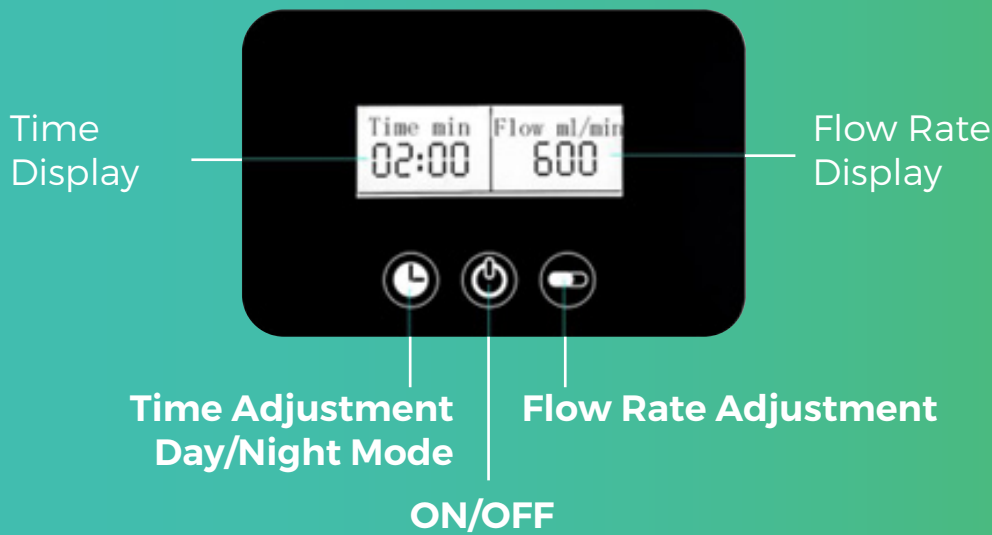 Time min Flow ml/min
02:00 600
Time
Display
Flow Rate
Display
Time Adjustment
Day/Night Mode
Flow Rate Adjustment
ON/OFF